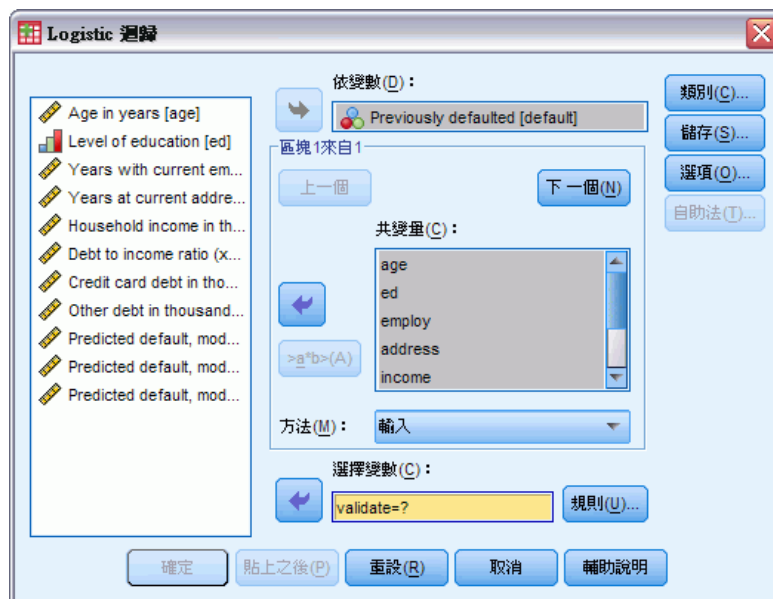 Logistic 迴歸
Age in years [age]
Level of education [ed]
Years with current em...
Years at current addre...
Household income in th...
Debt to income ratio (x...
Credit card debt in tho...
Other debt in thousand...
Predicted default, mod...
Predicted default, mod...
Predicted default, mod...
依變數(D)：
Previously defaulted [default]
區塊1來自1
上一個
下一個(N)
共變量(C)：
age
ed
employ
address
income
>a*b>(A)
方法(M)：
輸入
選擇變數(C)：
validate=?
規則(U)...
類別(C)...
儲存(S)...
選項(O)...
自助法(T)...
確定
貼上之後(P)
重設(R)
取消
輔助說明